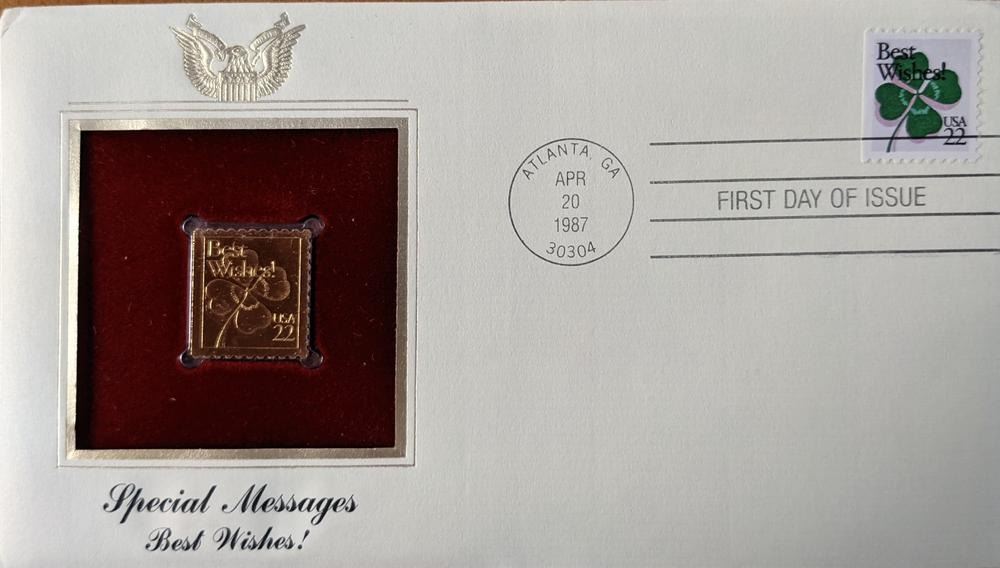 Best
Wishes!
USA
22
ATLANTA, GA
APR
20
1987
30304
FIRST DAY OF ISSUE
Best
Wishes!
USA
22
Special Messages
Best Wishes!